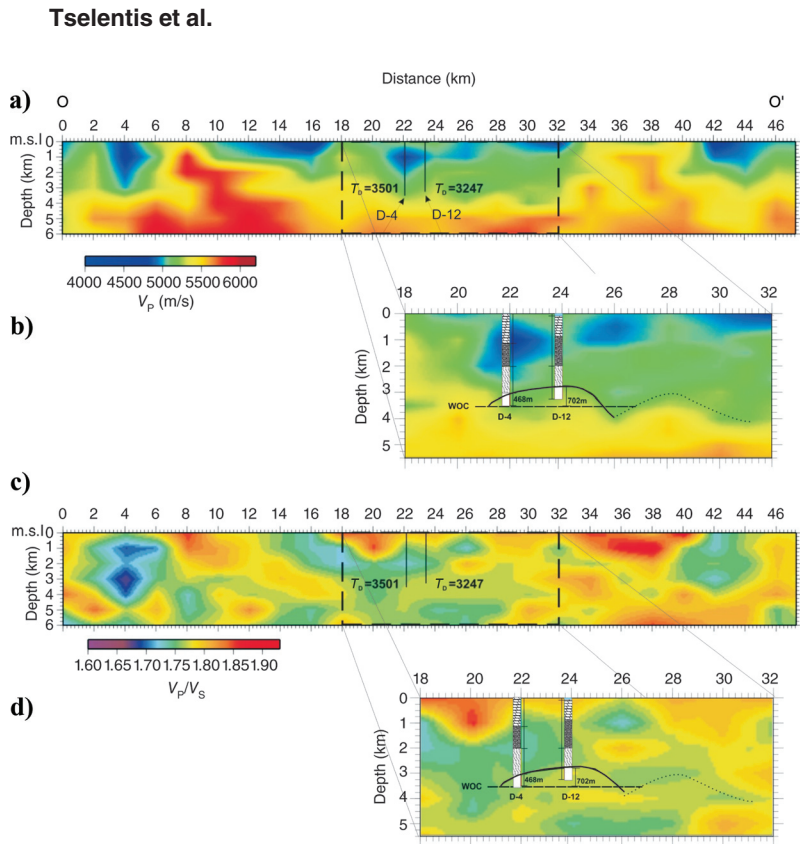 Tselentis et al.
Distance (km)
a)
O O'
0 2 4 6 8 10 12 14 16 18 20 22 24 26 28 30 32 34 36 38 40 42 44 46
m.s.l 0
1
2
3
4
5
6
Depth (km)
T_D=3501 T_D=3247
D-4 D-12
4000 4500 5000 5500 6000
V_P (m/s)
b)
18 20 22 24 26 28 30 32
0
1
2
3
4
5
Depth (km)
WOC 468m 702m
D-4 D-12
c)
0 2 4 6 8 10 12 14 16 18 20 22 24 26 28 30 32 34 36 38 40 42 44 46
m.s.l 0
1
2
3
4
5
6
Depth (km)
T_D=3501 T_D=3247
1.60 1.65 1.70 1.75 1.80 1.85 1.90
V_P/V_S
d)
18 20 22 24 26 28 30 32
0
1
2
3
4
5
Depth (km)
WOC 468m 702m
D-4 D-12